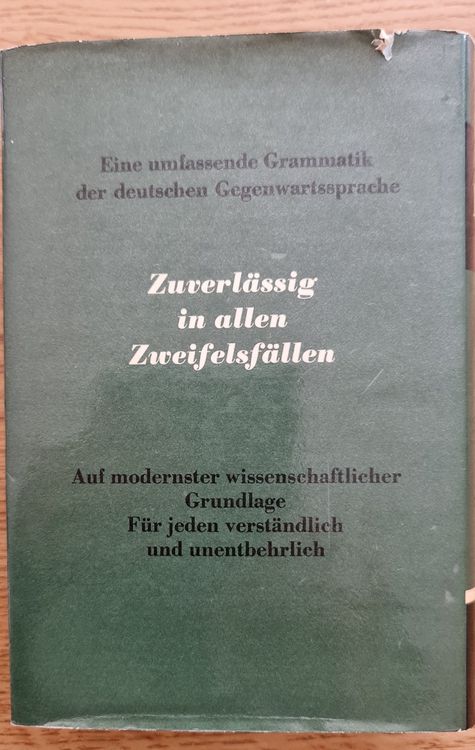 Eine umfassende Grammatik
der deutschen Gegenwartssprache
Zuverlässig
in allen
Zweifelsfällen
Auf modernster wissenschaftlicher
Grundlage
Für jeden verständlich
und unentbehrlich